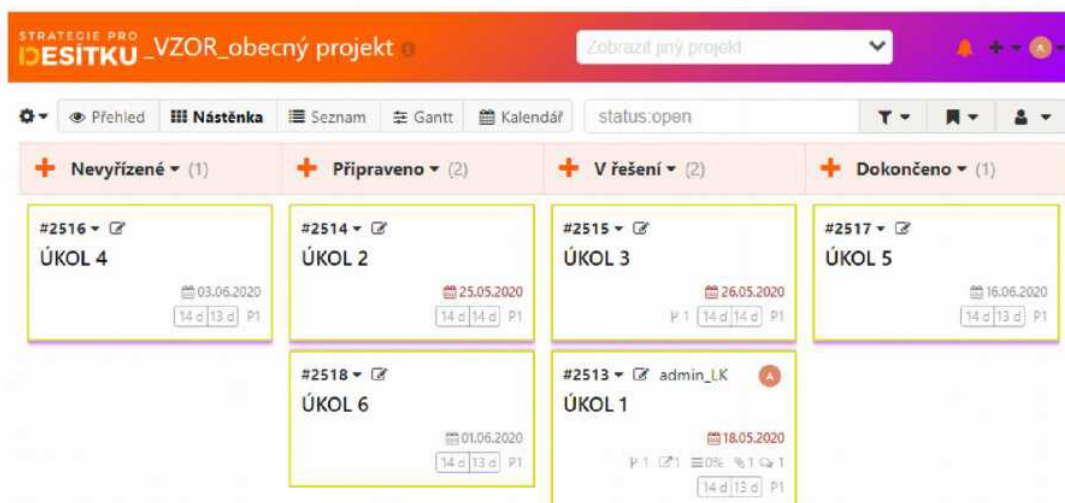 STRATEGIE PRO
DESÍTKU _VZOR_obecný projekt Zobrazit jiný projekt A
Přehled Nástěnka Seznam Gantt Kalendář status:open
Nevyřízené (1) Připraveno (2) V řešení (2) Dokončeno (1)
#2516 #2514 #2515 #2517
ÚKOL 4 ÚKOL 2 ÚKOL 3 ÚKOL 5
03.06.2020 25.05.2020 26.05.2020 16.06.2020
14 d 13 d P1 14 d 14 d P1 1 14 d 14 d P1 14 d 13 d P1
#2518 #2513 admin_LK A
ÚKOL 6 ÚKOL 1
01.06.2020 18.05.2020
14 d 13 d P1 1 1 0% 1 1
14 d 13 d P1